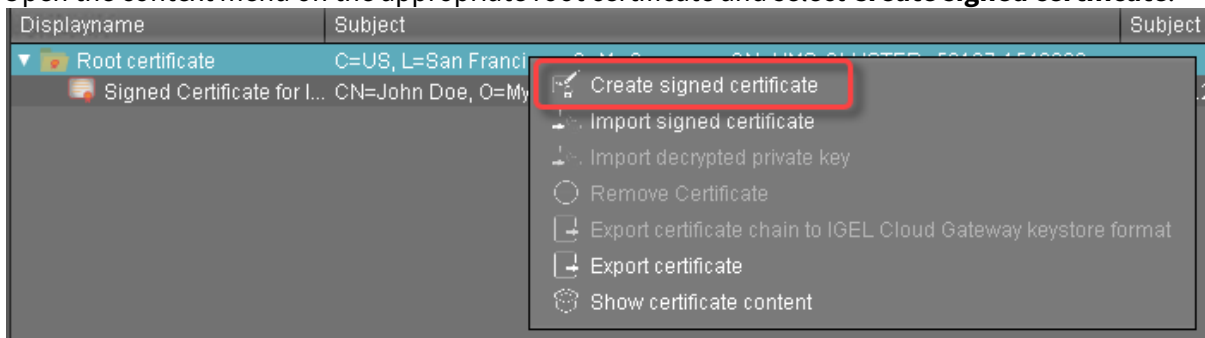 Open the context menu on the appropriate root certificate and select Create signed certificate.
Displayname Subject Subject
Root certificate C=US, L=San Franci
Signed Certificate for I... CN=John Doe, O=My
Create signed certificate
Import signed certificate
Import decrypted private key
Remove Certificate
Export certificate chain to IGEL Cloud Gateway keystore format
Export certificate
Show certificate content